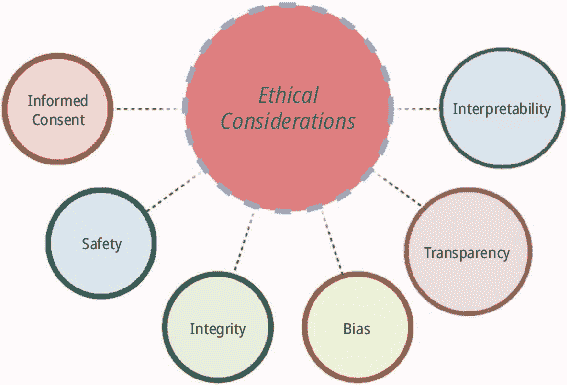 Ethical
Considerations
Informed
Consent
Interpretability
Safety
Transparency
Integrity
Bias